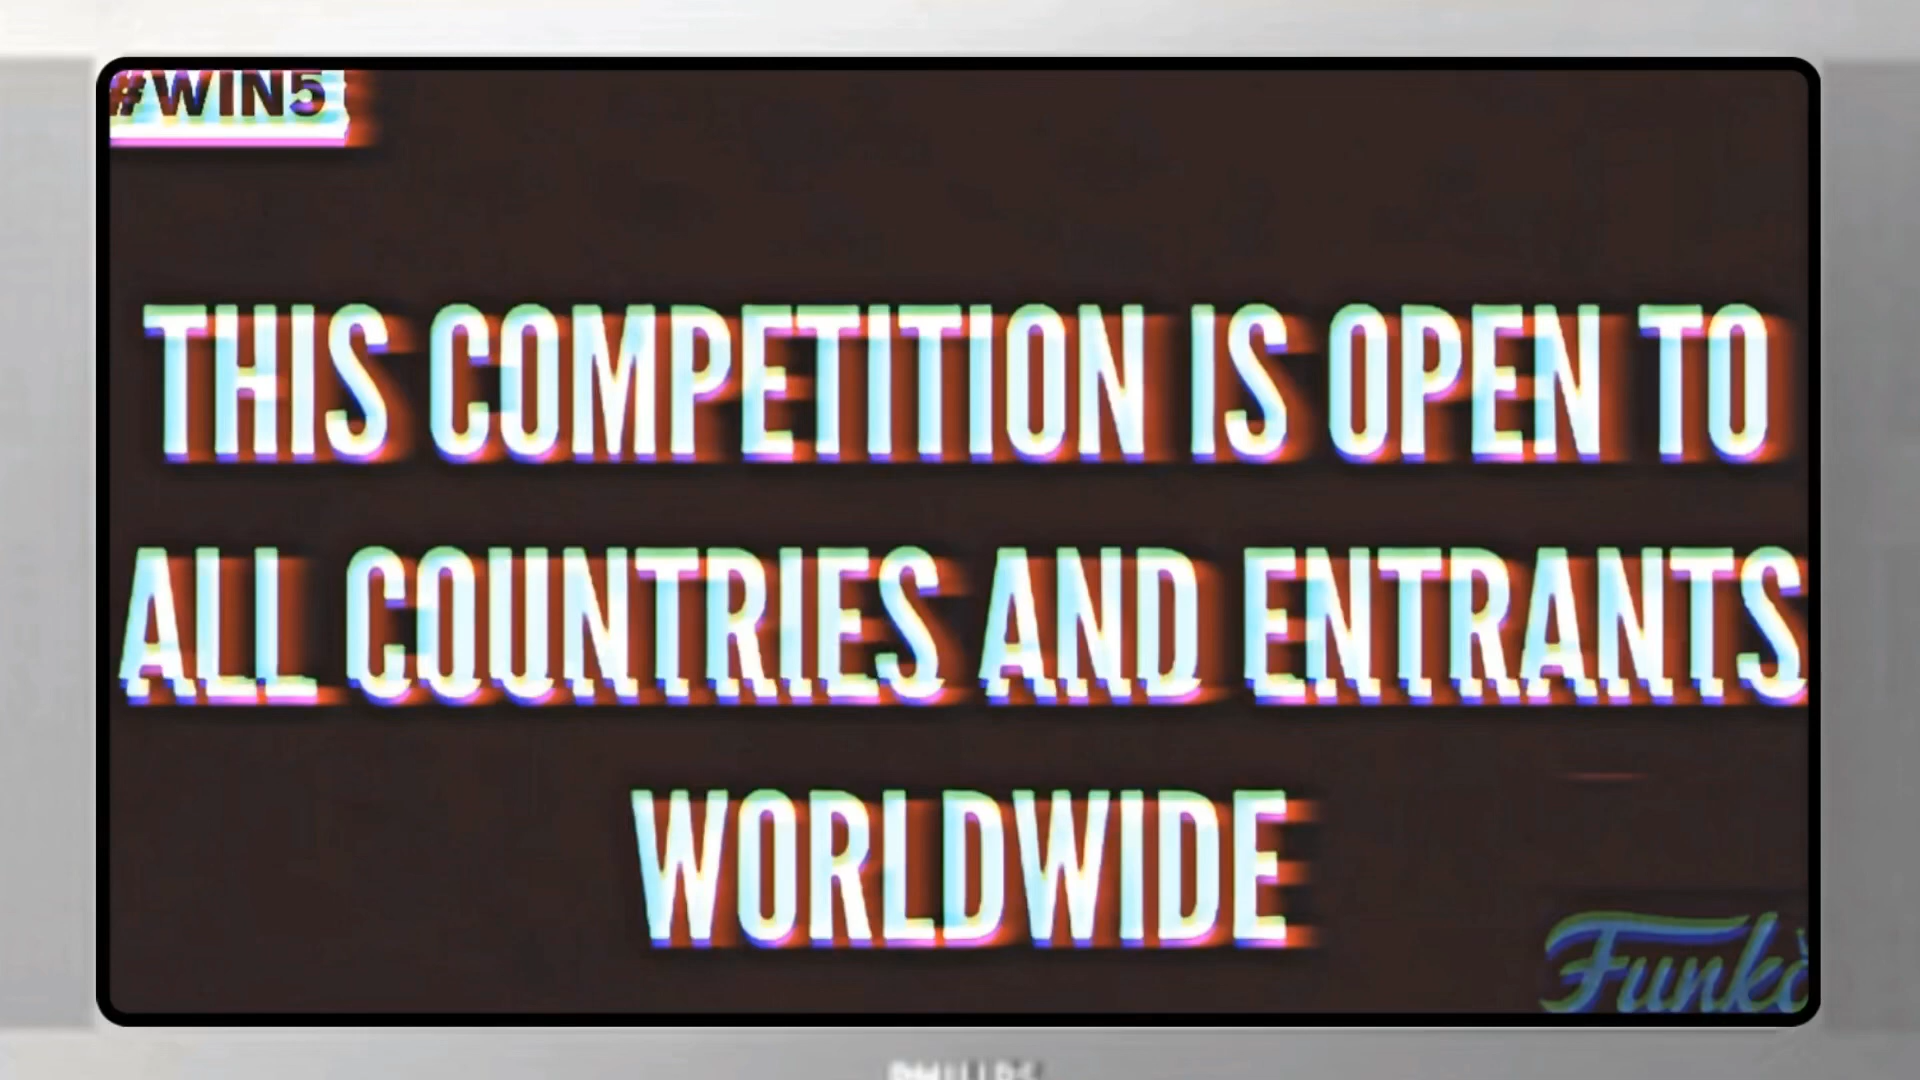 #WIN5
THIS COMPETITION IS OPEN TO
ALL COUNTRIES AND ENTRANTS
WORLDWIDE
Funko